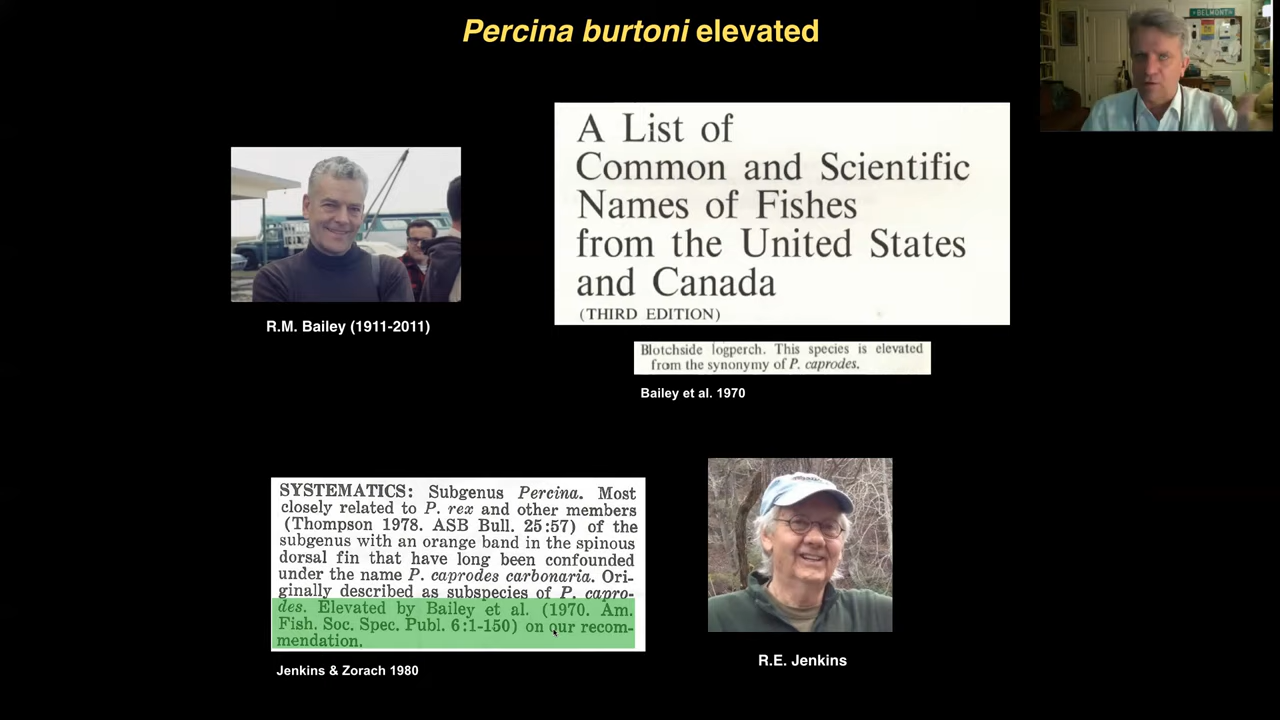 Percina burtoni elevated
BELMONT
A List of
Common and Scientific
Names of Fishes
from the United States
and Canada
(THIRD EDITION)
R.M. Bailey (1911-2011)
Blotchside logperch. This species is elevated
from the synonymy of P. caprodes.
Bailey et al. 1970
SYSTEMATICS: Subgenus Percina. Most
closely related to P. rex and other members
(Thompson 1978. ASB Bull. 25:57) of the
subgenus with an orange band in the spinous
dorsal fin that have long been confounded
under the name P. caprodes carbonaria. Ori-
ginally described as subspecies of P. capro-
des. Elevated by Bailey et al. (1970. Am.
Fish. Soc. Spec. Publ. 6:1-150) on our recom-
mendation.
Jenkins & Zorach 1980
R.E. Jenkins